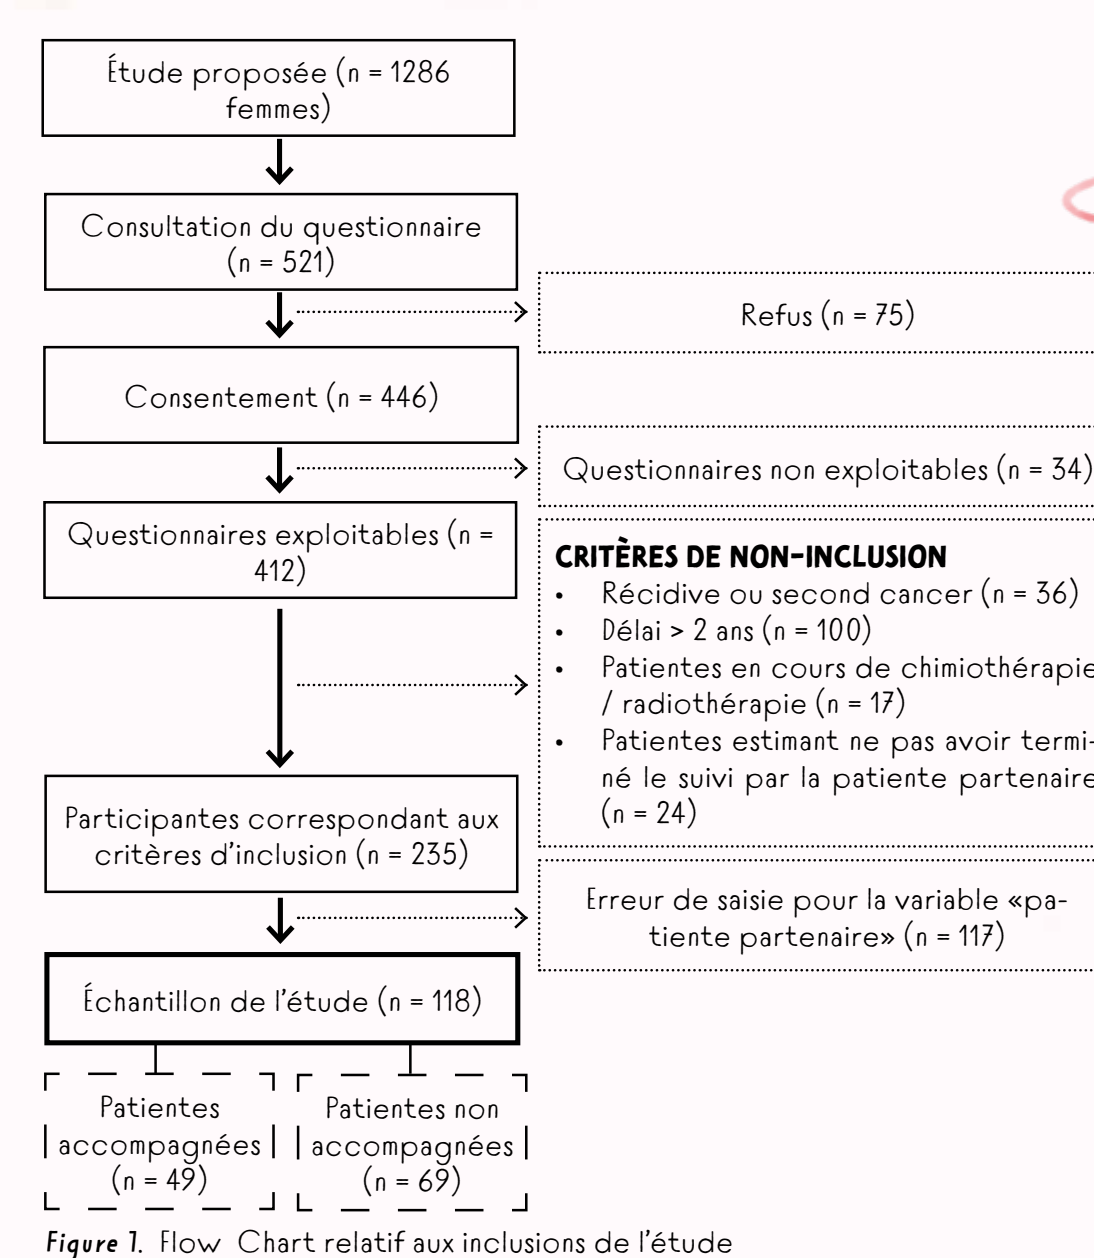 Étude proposée (n = 1286
femmes)
Consultation du questionnaire
(n = 521)
Refus (n = 75)
Consentement (n = 446)
Questionnaires non exploitables (n = 34)
Questionnaires exploitables (n =
412)
CRITÈRES DE NON-INCLUSION
• Récidive ou second cancer (n = 36)
• Délai > 2 ans (n = 100)
• Patientes en cours de chimiothérapie
/ radiothérapie (n = 17)
• Patientes estimant ne pas avoir termi-
né le suivi par la patiente partenaire
(n = 24)
Participantes correspondant aux
critères d'inclusion (n = 235)
Erreur de saisie pour la variable «pa-
tiente partenaire» (n = 117)
Échantillon de l'étude (n = 118)
Patientes
accompagnées
(n = 49)
Patientes non
accompagnées
(n = 69)
Figure 1. Flow Chart relatif aux inclusions de l'étude